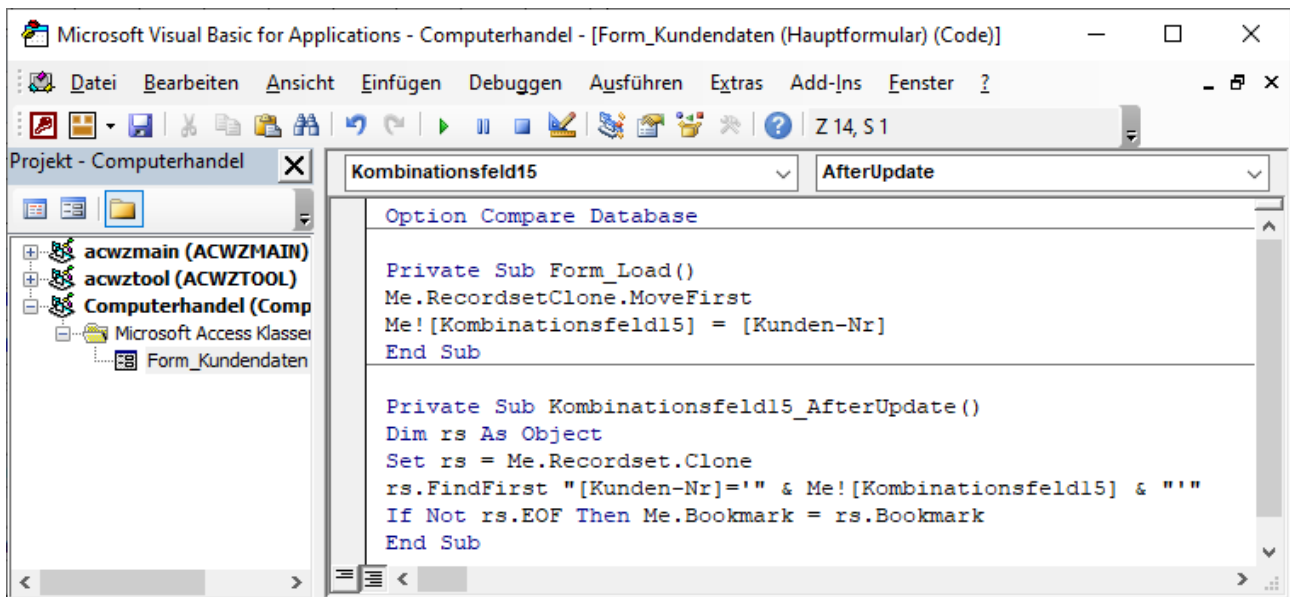 Microsoft Visual Basic for Applications - Computerhandel - [Form_Kundendaten (Hauptformular) (Code)]
Datei Bearbeiten Ansicht Einfügen Debuggen Ausführen Extras Add-Ins Fenster ?
Z 14, S 1
Projekt - Computerhandel
acwzmain (ACWZMAIN)
acwztool (ACWZTOOL)
Computerhandel (Comp
Microsoft Access Klassen
Form_Kundendaten
Kombinationsfeld15 AfterUpdate
Option Compare Database
Private Sub Form_Load()
Me.RecordsetClone.MoveFirst
Me![Kombinationsfeld15] = [Kunden-Nr]
End Sub
Private Sub Kombinationsfeld15_AfterUpdate()
Dim rs As Object
Set rs = Me.Recordset.Clone
rs.FindFirst "[Kunden-Nr]='" & Me![Kombinationsfeld15] & "'"
If Not rs.EOF Then Me.Bookmark = rs.Bookmark
End Sub